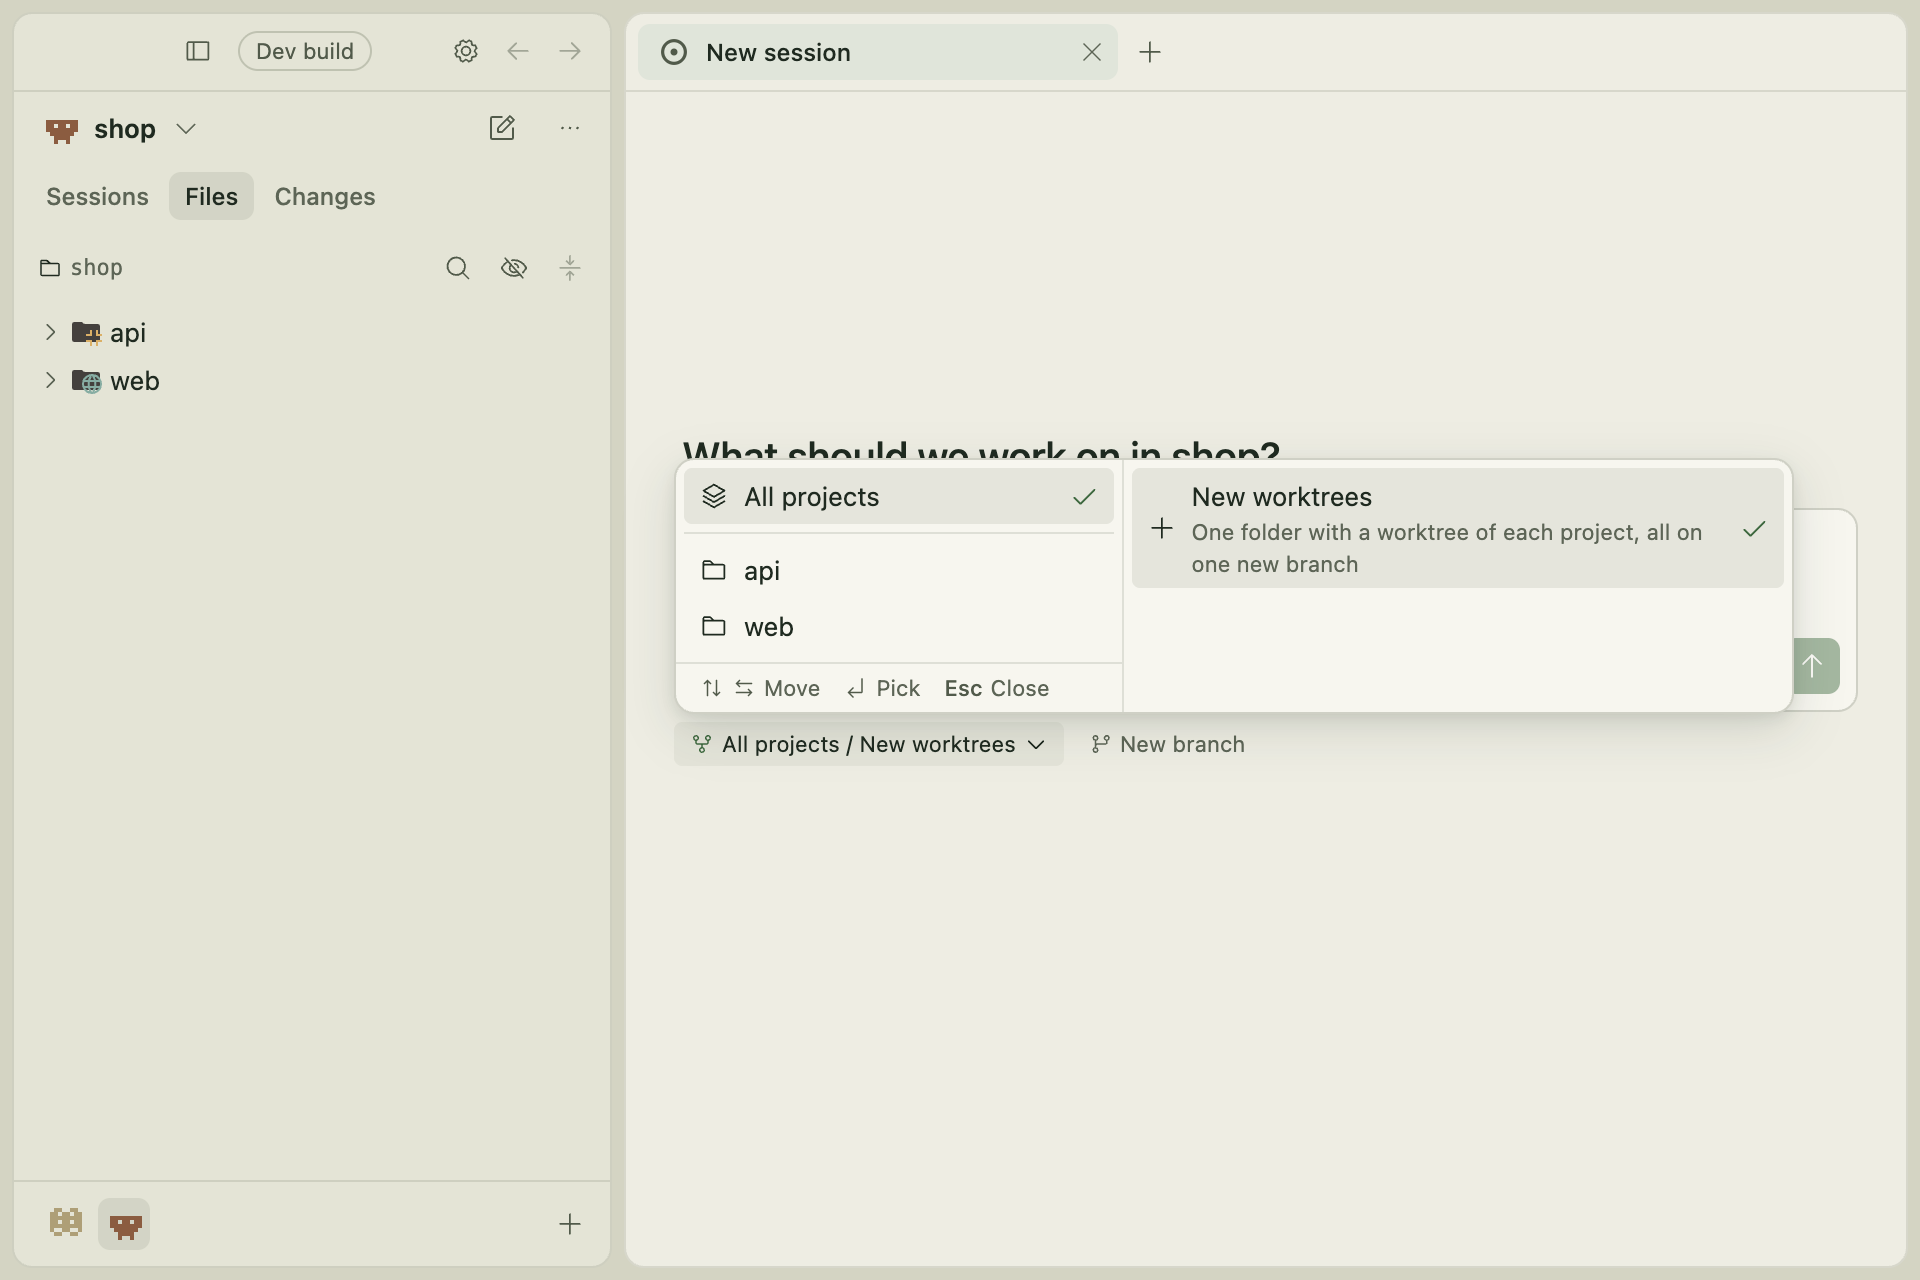 Dev build
New session
shop
Sessions
Files
Changes
shop
api
web
What should we work on in shop?
All projects
New worktrees
One folder with a worktree of each project, all on
one new branch
api
web
Move
Pick
Esc Close
All projects / New worktrees
New branch